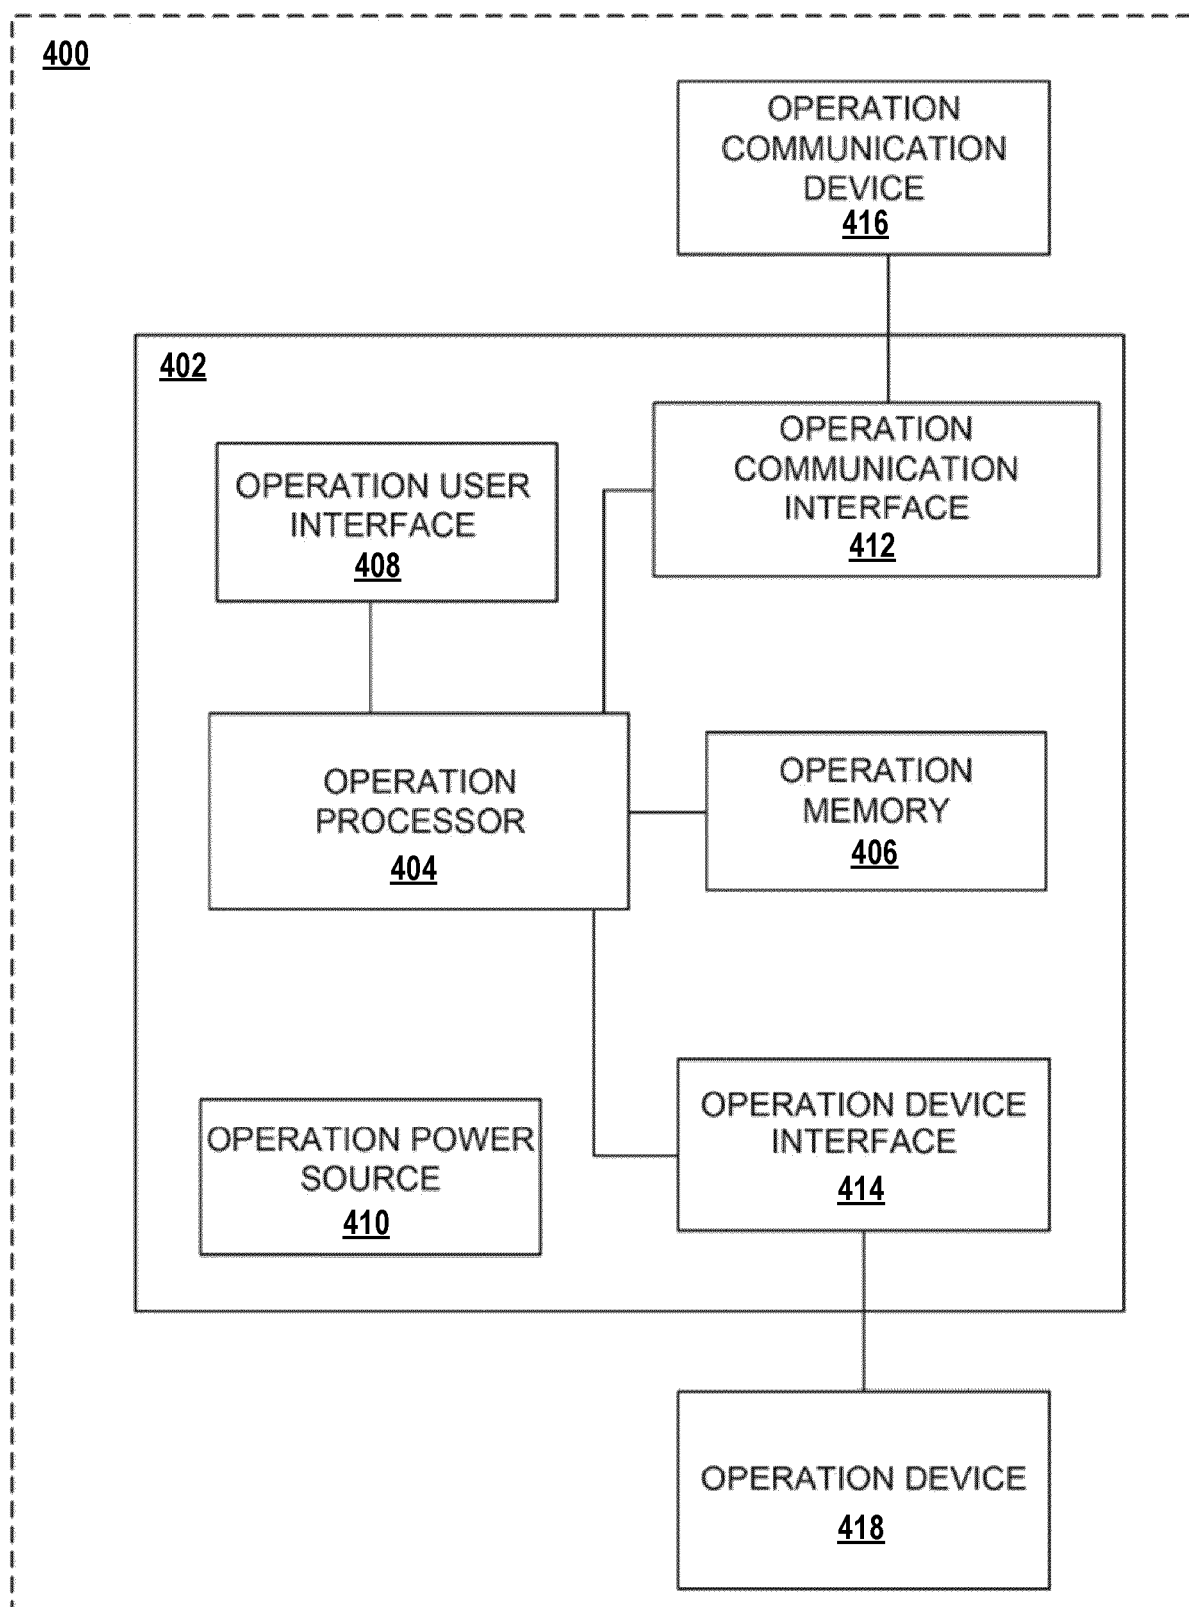 400
OPERATION
COMMUNICATION
DEVICE
416
402
OPERATION
COMMUNICATION
INTERFACE
412
OPERATION USER
INTERFACE
408
OPERATION
PROCESSOR
404
OPERATION
MEMORY
406
OPERATION DEVICE
INTERFACE
414
OPERATION POWER
SOURCE
410
OPERATION DEVICE
418